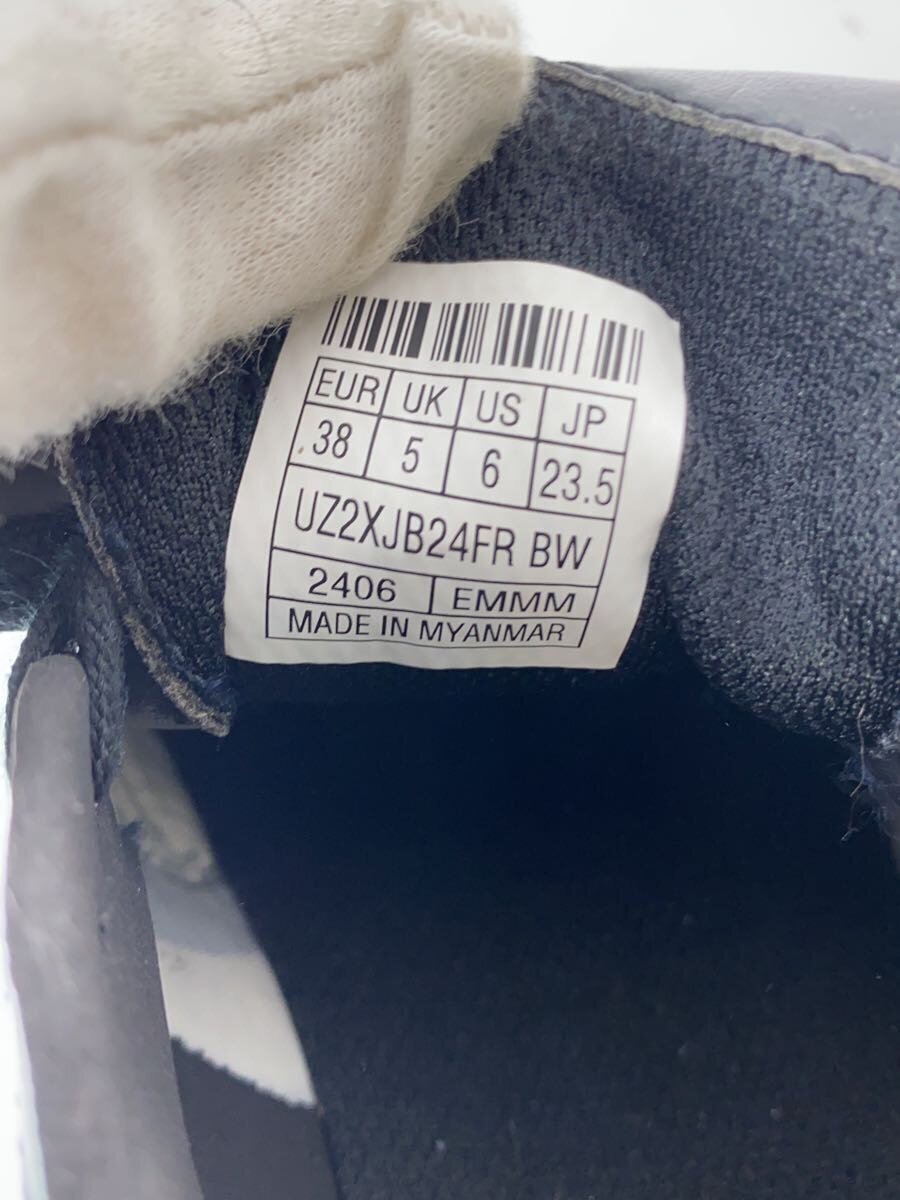 EUR UK US JP
38 5 6 23.5
UZ2XJB24FR BW
2406 EMMM
MADE IN MYANMAR